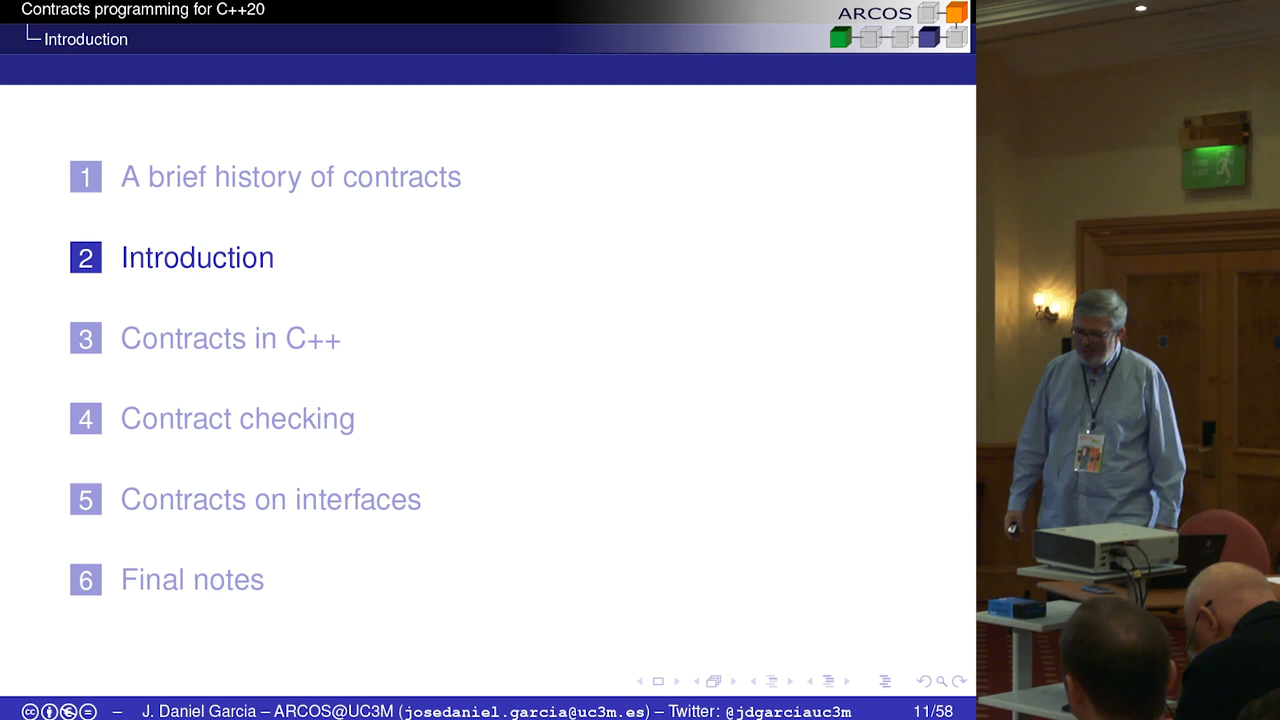 Contracts programming for C++20
Introduction
ARCOS
1 A brief history of contracts
2 Introduction
3 Contracts in C++
4 Contract checking
5 Contracts on interfaces
6 Final notes
– J. Daniel Garcia – ARCOS@UC3M (josedaniel.garcia@uc3m.es) – Twitter: @jdgarciauc3m 11/58